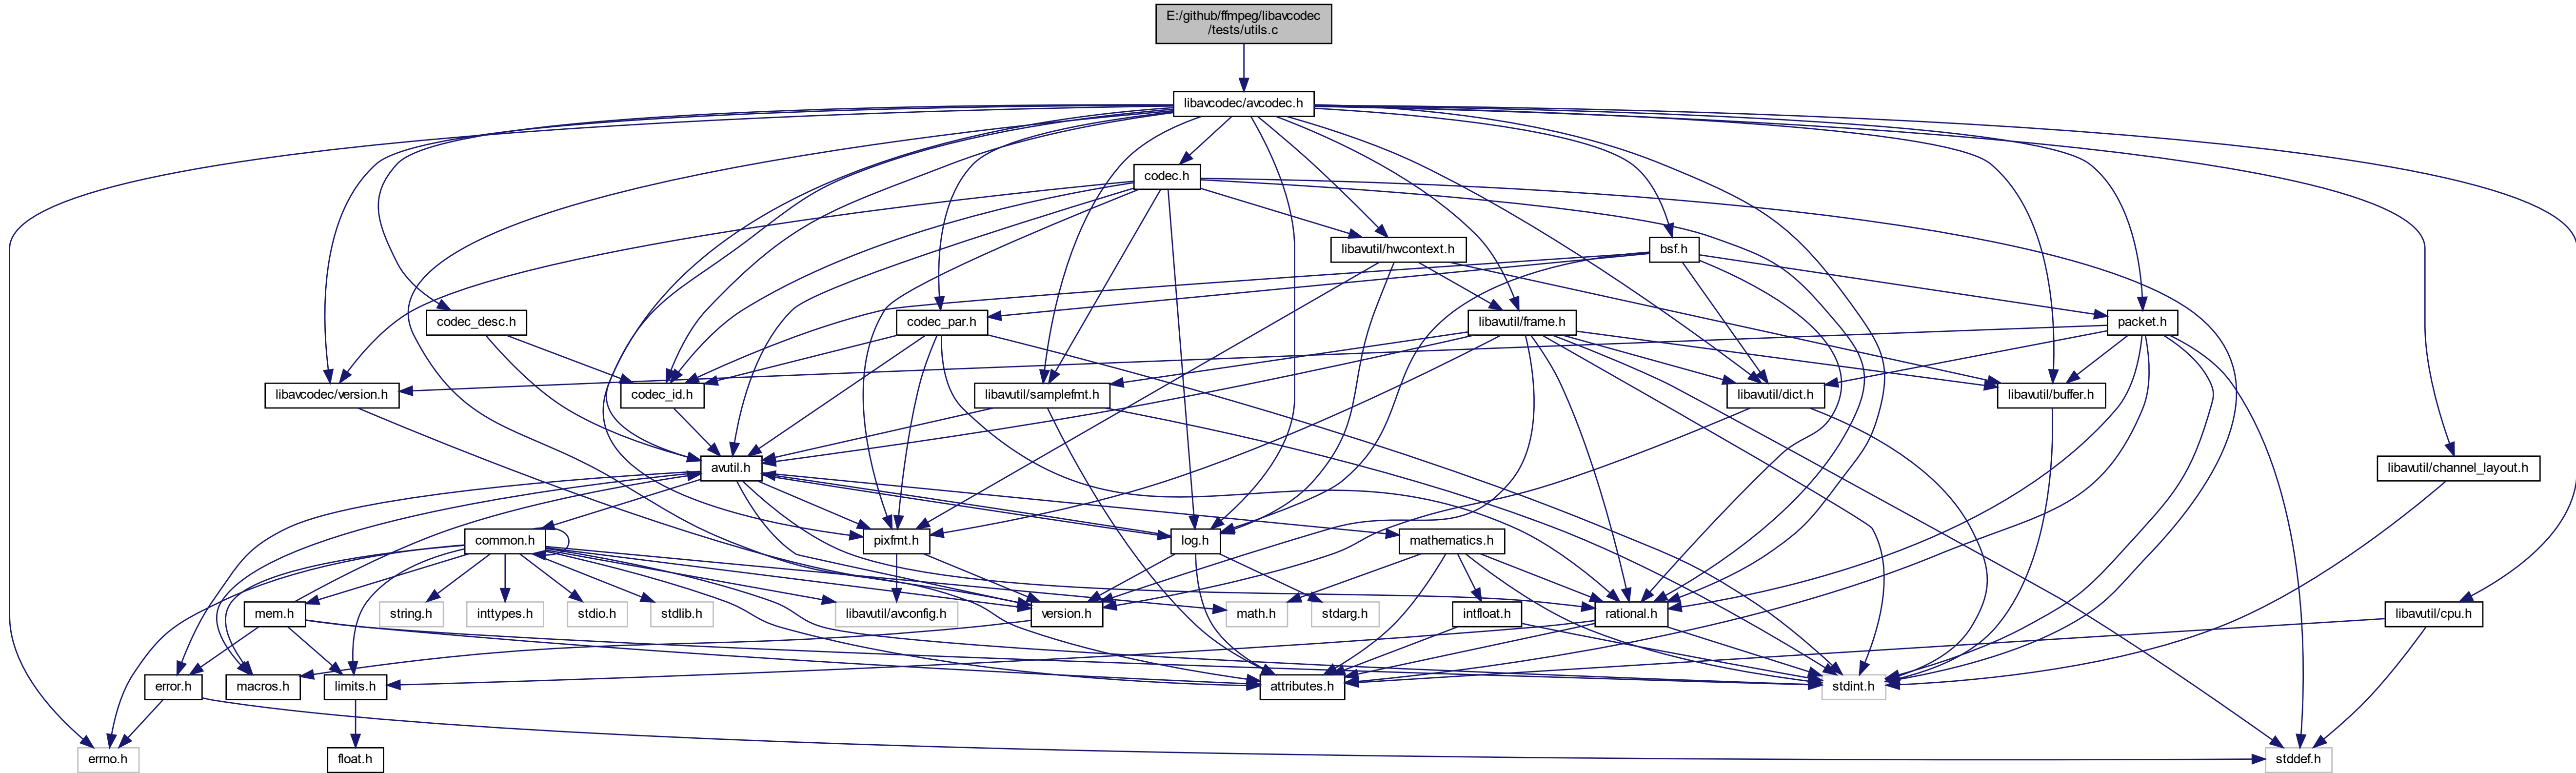 E:/github/ffmpeg/libavcodec
/tests/utils.c
libavcodec/avcodec.h
codec.h
libavutil/hwcontext.h
bsf.h
codec_desc.h
codec_par.h
libavutil/frame.h
packet.h
libavcodec/version.h
codec_id.h
libavutil/samplefmt.h
libavutil/dict.h
libavutil/buffer.h
avutil.h
libavutil/channel_layout.h
common.h
pixfmt.h
log.h
mathematics.h
mem.h
string.h
inttypes.h
stdio.h
stdlib.h
libavutil/avconfig.h
version.h
math.h
stdarg.h
intfloat.h
rational.h
libavutil/cpu.h
error.h
macros.h
limits.h
attributes.h
stdint.h
errno.h
float.h
stddef.h